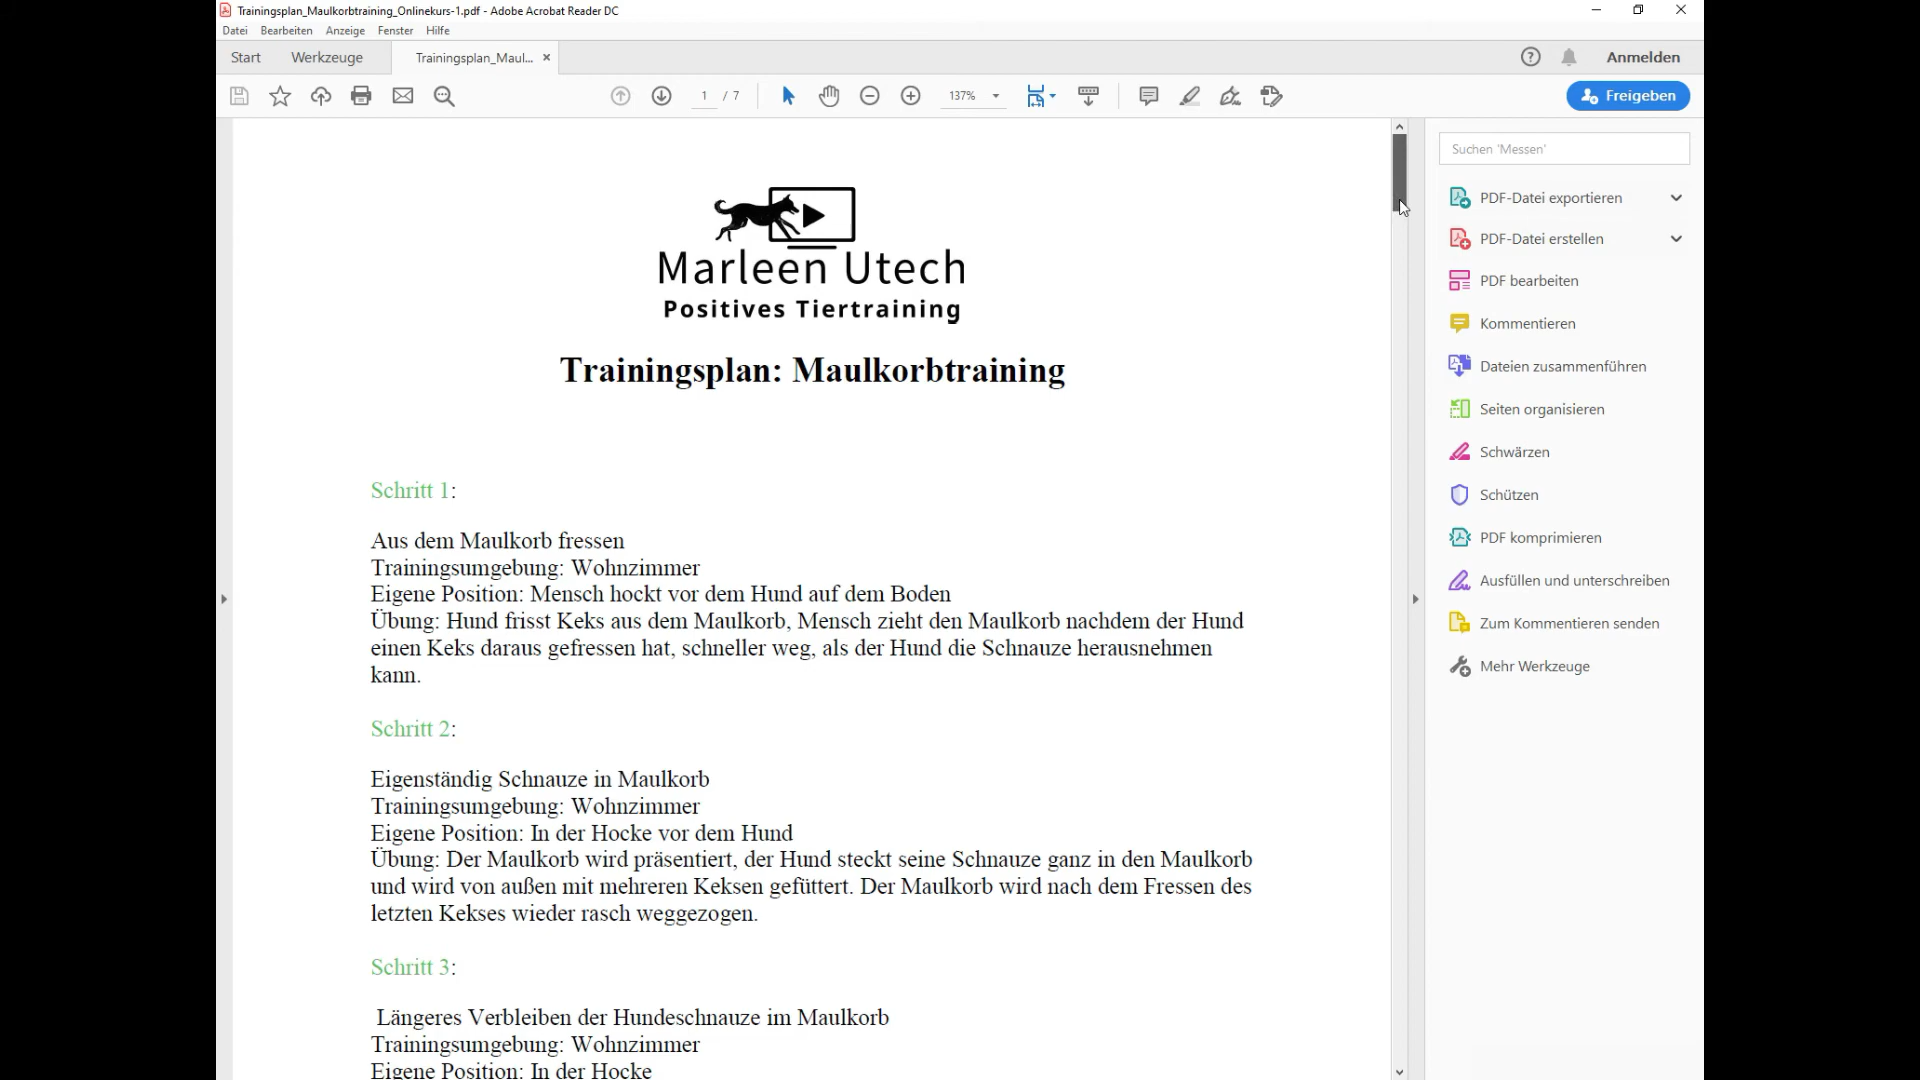 Trainingsplan_Maulkorbtraining_Onlinekurs-1.pdf - Adobe Acrobat Reader DC
Datei Bearbeiten Anzeige Fenster Hilfe
Start Werkzeuge Trainingsplan_Maul... × Anmelden
1 / 7 137% Freigeben
Marleen Utech
Positives Tiertraining
Trainingsplan: Maulkorbtraining
Schritt 1:
Aus dem Maulkorb fressen
Trainingsumgebung: Wohnzimmer
Eigene Position: Mensch hockt vor dem Hund auf dem Boden
Übung: Hund frisst Keks aus dem Maulkorb, Mensch zieht den Maulkorb nachdem der Hund
einen Keks daraus gefressen hat, schneller weg, als der Hund die Schnauze herausnehmen
kann.
Schritt 2:
Eigenständig Schnauze in Maulkorb
Trainingsumgebung: Wohnzimmer
Eigene Position: In der Hocke vor dem Hund
Übung: Der Maulkorb wird präsentiert, der Hund steckt seine Schnauze ganz in den Maulkorb
und wird von außen mit mehreren Keksen gefüttert. Der Maulkorb wird nach dem Fressen des
letzten Kekses wieder rasch weggezogen.
Schritt 3:
Längeres Verbleiben der Hundeschnauze im Maulkorb
Trainingsumgebung: Wohnzimmer
Eigene Position: In der Hocke
Suchen 'Messen'
PDF-Datei exportieren
PDF-Datei erstellen
PDF bearbeiten
Kommentieren
Dateien zusammenführen
Seiten organisieren
Schwärzen
Schützen
PDF komprimieren
Ausfüllen und unterschreiben
Zum Kommentieren senden
Mehr Werkzeuge